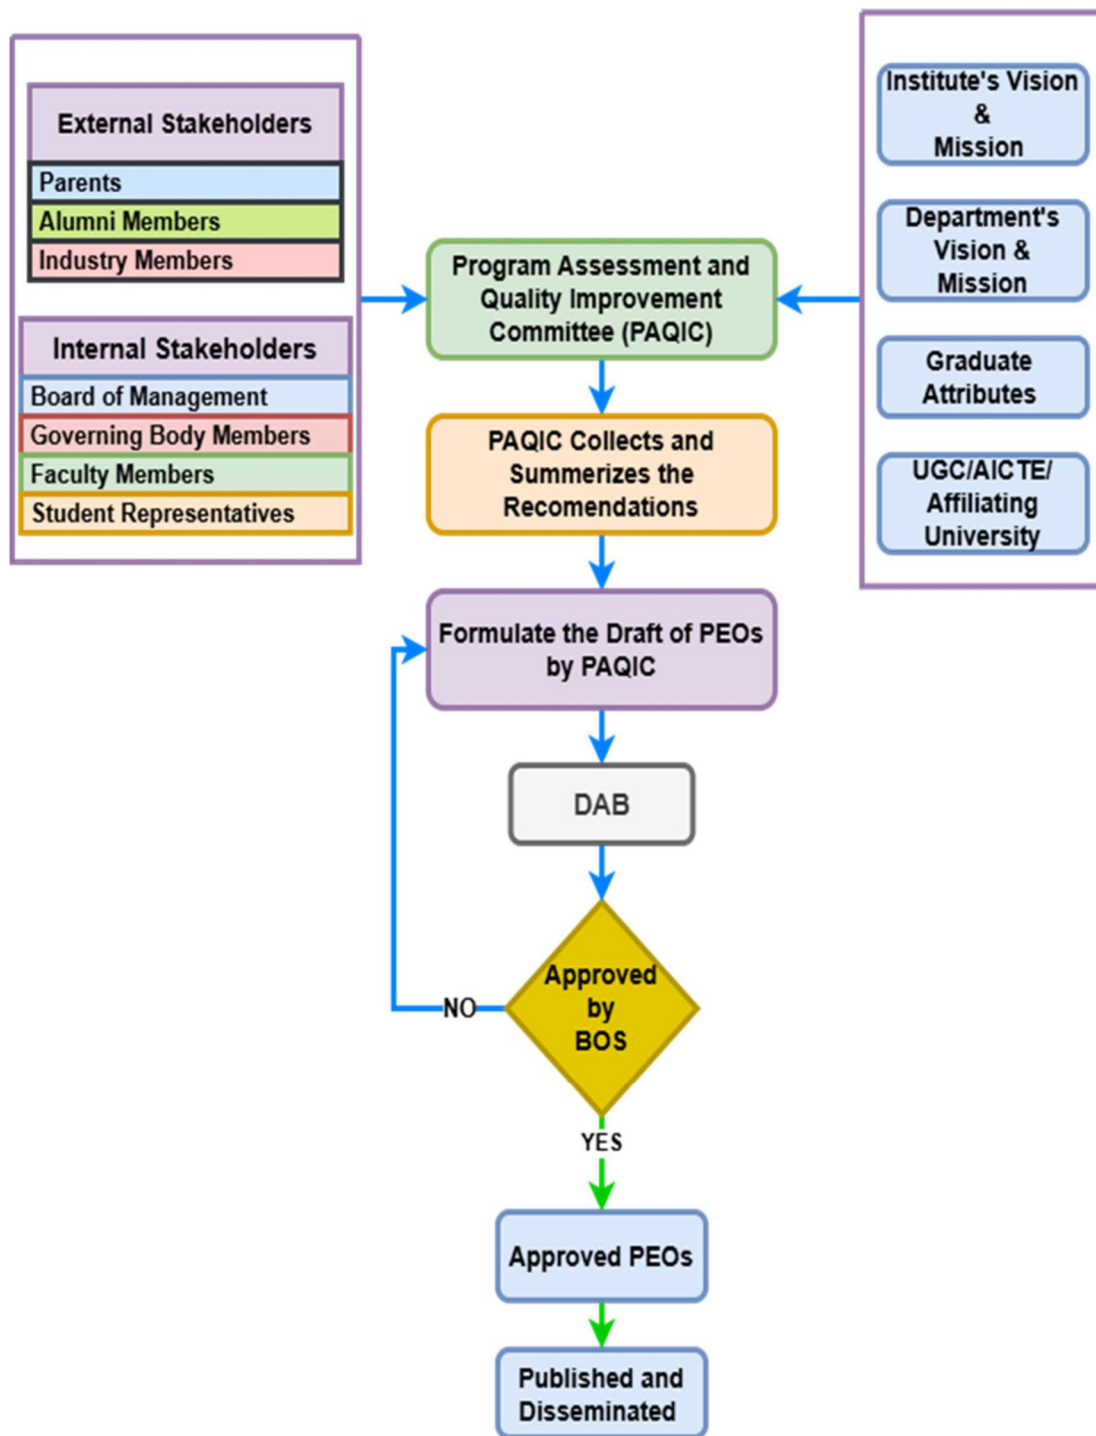 External Stakeholders
Parents
Alumni Members
Industry Members
Internal Stakeholders
Board of Management
Governing Body Members
Faculty Members
Student Representatives
Institute's Vision
&
Mission
Department's
Vision &
Mission
Graduate
Attributes
UGC/AICTE/
Affiliating
University
Program Assessment and
Quality Improvement
Committee (PAQIC)
PAQIC Collects and
Summerizes the
Recomendations
Formulate the Draft of PEOs
by PAQIC
DAB
Approved
by
BOS
NO
YES
Approved PEOs
Published and
Disseminated